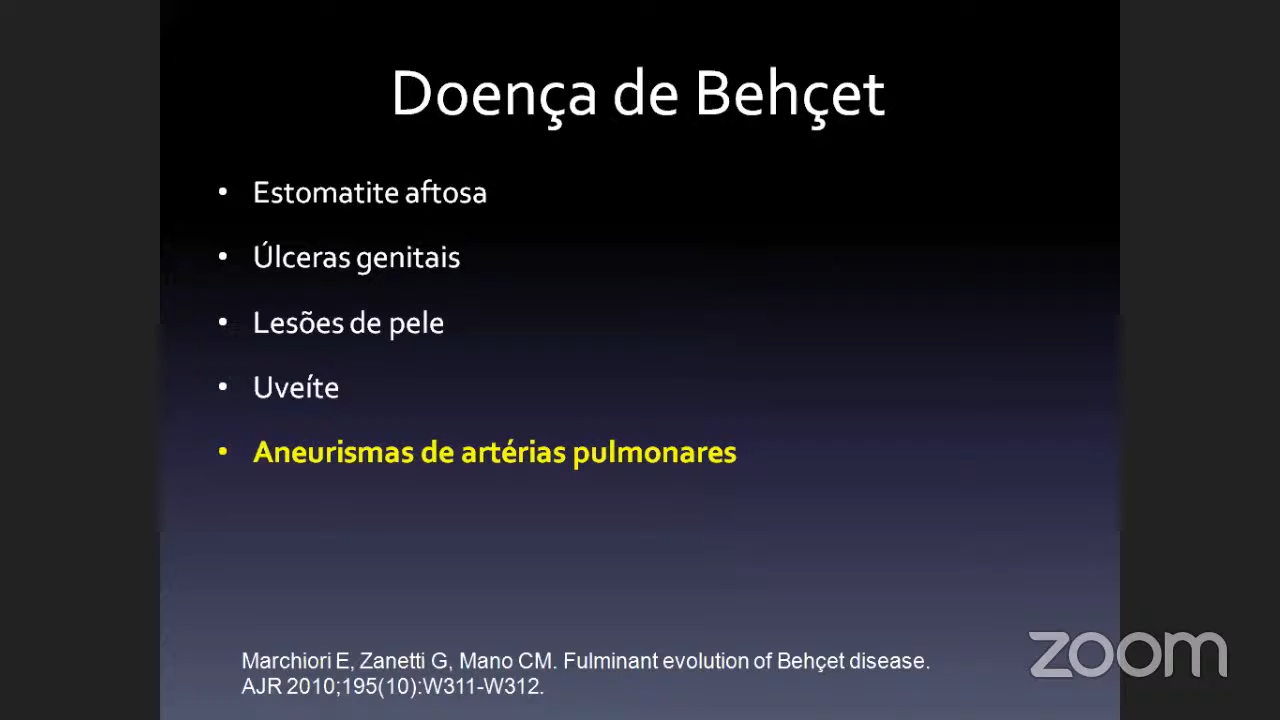 Doença de Behçet
• Estomatite aftosa
• Úlceras genitais
• Lesões de pele
• Uveíte
• Aneurismas de artérias pulmonares
Marchiori E, Zanetti G, Mano CM. Fulminant evolution of Behçet disease.
AJR 2010;195(10):W311-W312.
zoom